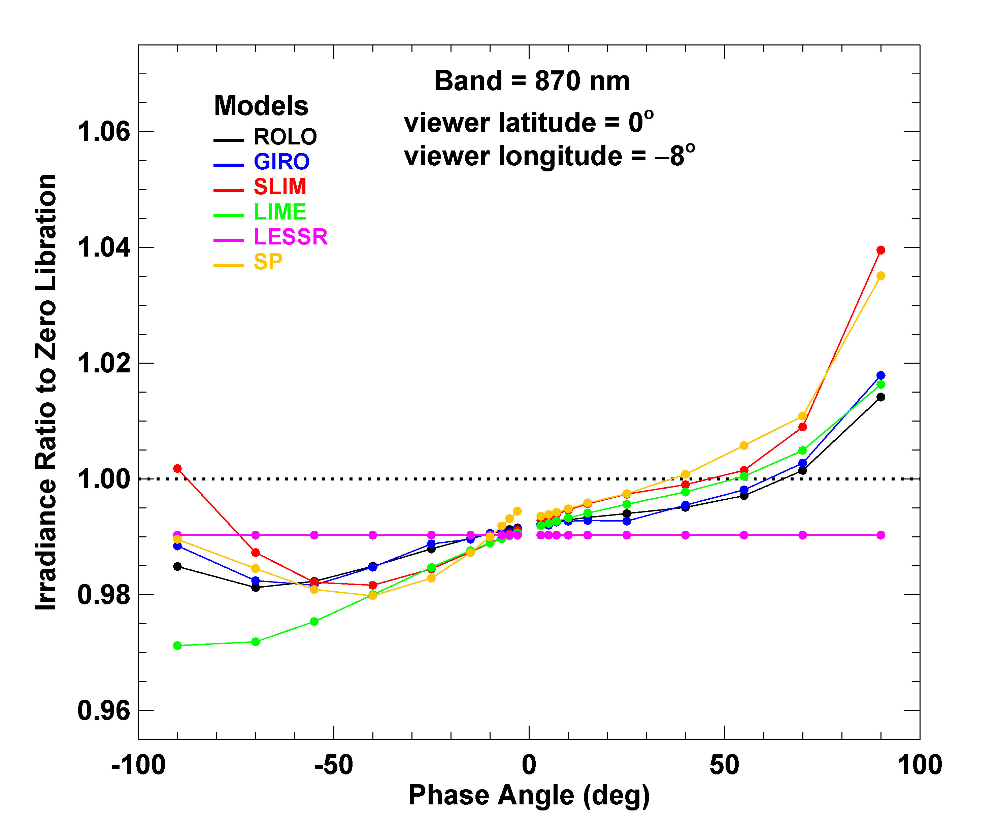 Band = 870 nm
viewer latitude = 0°
viewer longitude = –8°
Models
ROLO
GIRO
SLIM
LIME
LESSR
SP
Irradiance Ratio to Zero Libration
1.06
1.04
1.02
1.00
0.98
0.96
-100 -50 0 50 100
Phase Angle (deg)